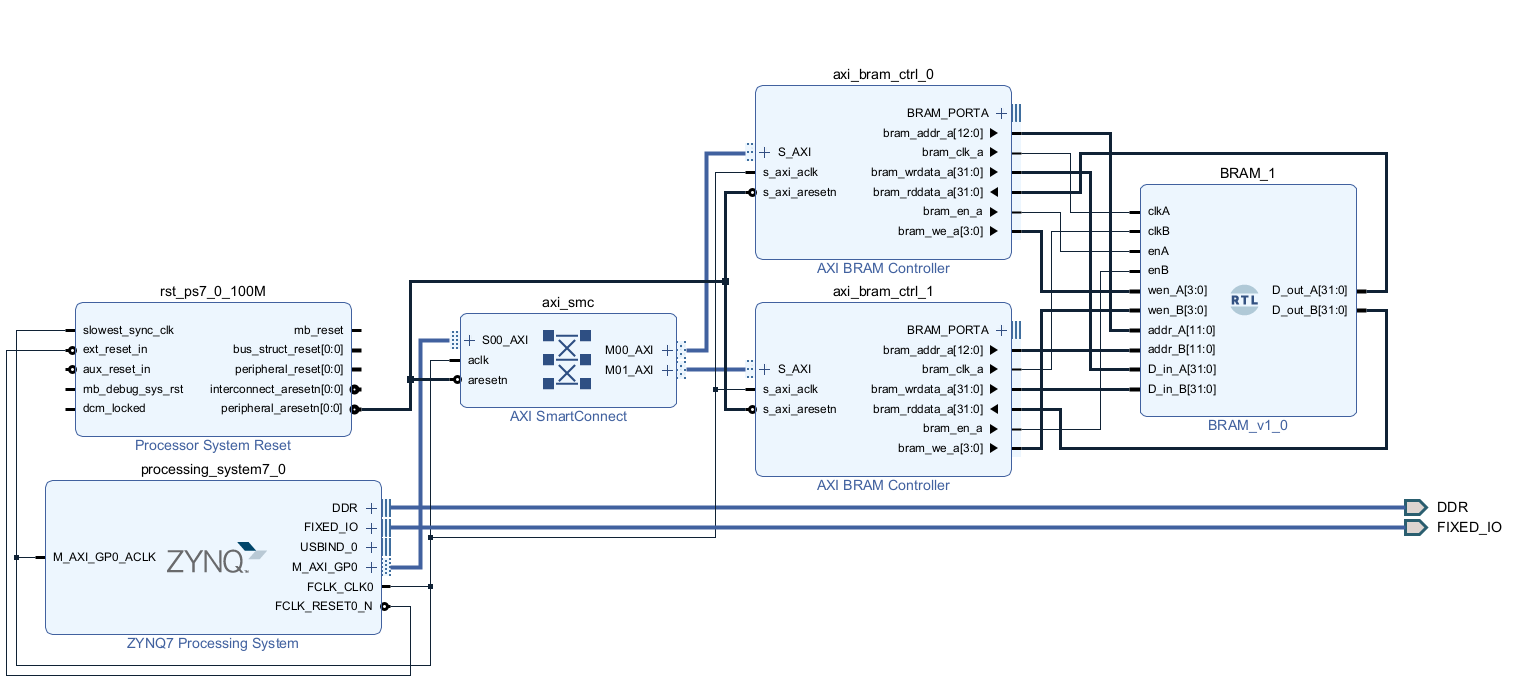 axi_bram_ctrl_0
BRAM_PORTA
bram_addr_a[12:0]
S_AXI
bram_clk_a
s_axi_aclk
bram_wrdata_a[31:0]
s_axi_aresetn
bram_rddata_a[31:0]
bram_en_a
bram_we_a[3:0]
AXI BRAM Controller
BRAM_1
clkA
clkB
enA
enB
wen_A[3:0]
wen_B[3:0]
addr_A[11:0]
addr_B[11:0]
D_in_A[31:0]
D_in_B[31:0]
RTL
D_out_A[31:0]
D_out_B[31:0]
BRAM_v1_0
rst_ps7_0_100M
slowest_sync_clk
ext_reset_in
aux_reset_in
mb_debug_sys_rst
dcm_locked
mb_reset
bus_struct_reset[0:0]
peripheral_reset[0:0]
interconnect_aresetn[0:0]
peripheral_aresetn[0:0]
Processor System Reset
axi_smc
S00_AXI
aclk
aresetn
M00_AXI
M01_AXI
AXI SmartConnect
axi_bram_ctrl_1
BRAM_PORTA
bram_addr_a[12:0]
S_AXI
bram_clk_a
s_axi_aclk
bram_wrdata_a[31:0]
s_axi_aresetn
bram_rddata_a[31:0]
bram_en_a
bram_we_a[3:0]
AXI BRAM Controller
processing_system7_0
M_AXI_GP0_ACLK
ZYNQ
DDR
FIXED_IO
USBIND_0
M_AXI_GP0
FCLK_CLK0
FCLK_RESET0_N
ZYNQ7 Processing System
DDR
FIXED_IO